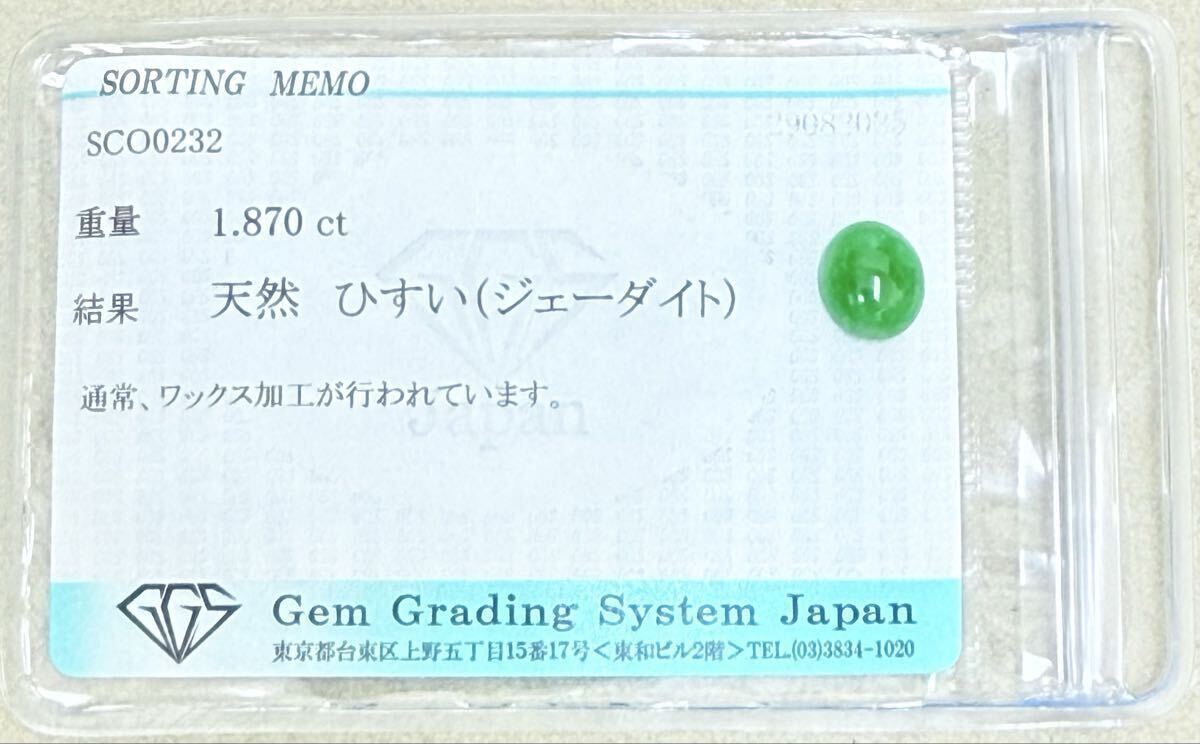 SORTING MEMO
SCO0232
重量 1.870 ct
結果 天然 ひすい(ジェーダイト)
通常、ワックス加工が行われています。
Japan
GGS
Gem Grading System Japan
東京都台東区上野五丁目15番17号<東和ビル2階>TEL.(03)3834-1020